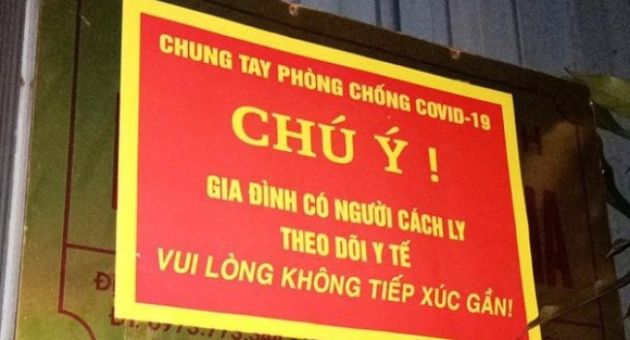 CHUNG TAY PHÒNG CHỐNG COVID-19
CHÚ Ý !
GIA ĐÌNH CÓ NGƯỜI CÁCH LY
THEO DÕI Y TẾ
VUI LÒNG KHÔNG TIẾP XÚC GẦN!